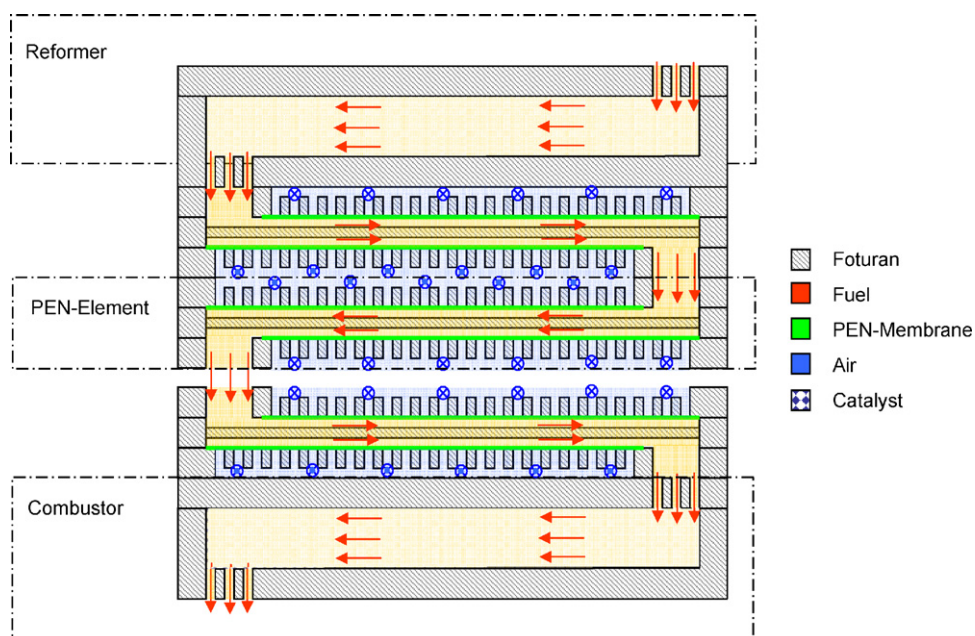 Reformer
PEN-Element
Combustor
Foturan
Fuel
PEN-Membrane
Air
Catalyst